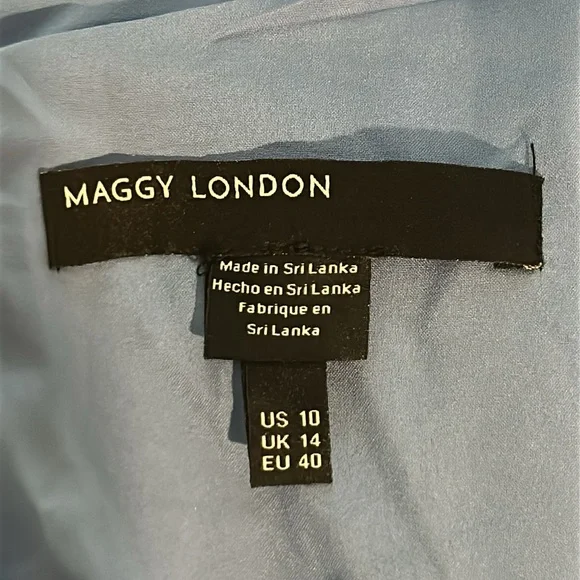 MAGGY LONDON
Made in Sri Lanka
Hecho en Sri Lanka
Fabrique en
Sri Lanka
US 10
UK 14
EU 40